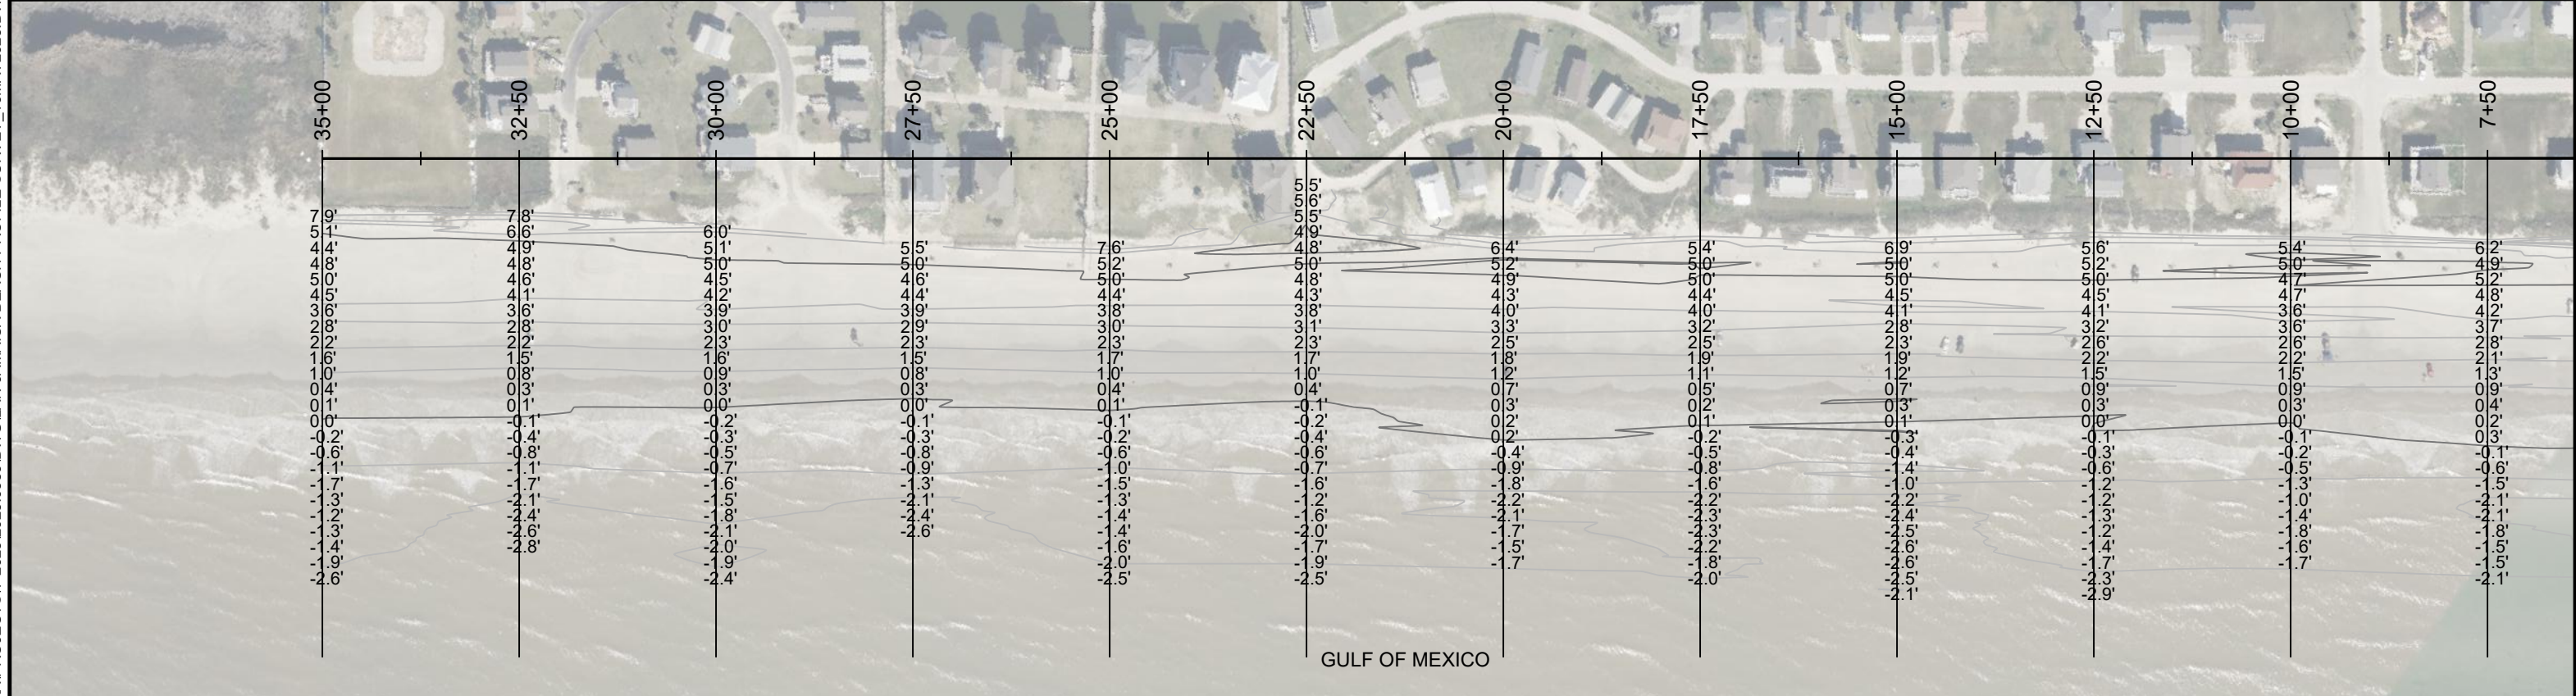 35+00 32+50 30+00 27+50 25+00 22+50 20+00 17+50 15+00 12+50 10+00 7+50
5.5'
5.6'
7.9' 7.8' 5.5'
5.1' 6.6' 6.0' 4.9'
4.4' 4.9' 5.1' 5.5' 7.6' 4.8' 6.4' 5.4' 6.9' 5.6' 5.4' 6.2'
4.8' 4.8' 5.0' 5.0' 5.2' 5.0' 5.2' 5.0' 5.0' 5.2' 5.0' 4.9'
5.0' 4.6' 4.5' 4.6' 5.0' 4.8' 4.9' 5.0' 5.0' 5.0' 4.7' 5.2'
4.5' 4.1' 4.2' 4.4' 4.4' 4.3' 4.3' 4.4' 4.5' 4.5' 4.7' 4.8'
3.6' 3.6' 3.9' 3.9' 3.8' 3.8' 4.0' 4.0' 4.1' 4.1' 3.6' 4.2'
2.8' 2.8' 3.0' 2.9' 3.0' 3.1' 3.3' 3.2' 2.8' 3.2' 3.6' 3.7'
2.2' 2.2' 2.3' 2.3' 2.3' 2.3' 2.5' 2.5' 2.3' 2.6' 2.6' 2.8'
1.6' 1.5' 1.6' 1.5' 1.7' 1.7' 1.8' 1.9' 1.9' 2.2' 2.2' 2.1'
1.0' 0.8' 0.9' 0.8' 1.0' 1.0' 1.2' 1.1' 1.2' 1.5' 1.5' 1.3'
0.4' 0.3' 0.3' 0.3' 0.4' 0.4' 0.7' 0.5' 0.7' 0.9' 0.9' 0.9'
0.1' 0.1' 0.0' 0.0' 0.1' -0.1' 0.3' 0.2' 0.3' 0.3' 0.3' 0.4'
0.0' -0.1' -0.2' -0.1' -0.1' -0.2' 0.2' 0.1' 0.1' 0.0' 0.0' 0.2'
-0.2' -0.4' -0.3' -0.3' -0.2' -0.4' 0.2' -0.2' -0.3' -0.1' -0.1' 0.3'
-0.6' -0.8' -0.5' -0.8' -0.6' -0.6' -0.4' -0.5' -0.4' -0.3' -0.2' -0.1'
-1.1' -1.1' -0.7' -0.9' -1.0' -0.7' -0.9' -0.8' -1.4' -0.6' -0.5' -0.6'
-1.7' -1.7' -1.6' -1.3' -1.5' -1.6' -1.8' -1.6' -1.0' -1.2' -1.3' -1.5'
-1.3' -2.1' -1.5' -2.1' -1.3' -1.2' -2.2' -2.2' -2.2' -1.2' -1.0' -2.1'
-1.2' -2.4' -1.8' -2.4' -1.4' -1.6' -2.1' -2.3' -2.4' -1.3' -1.4' -2.1'
-1.3' -2.6' -2.1' -2.6' -1.4' -2.0' -1.7' -2.3' -2.5' -1.2' -1.8' -1.8'
-1.4' -2.8' -2.0' -1.6' -1.7' -1.5' -2.2' -2.6' -1.4' -1.6' -1.5'
-1.9' -1.9' -2.0' -1.9' -1.7' -1.8' -2.6' -1.7' -1.7' -1.5'
-2.6' -2.4' -2.5' -2.5' -2.0' -2.5' -2.3' -2.1'
-2.1' -2.9'
GULF OF MEXICO